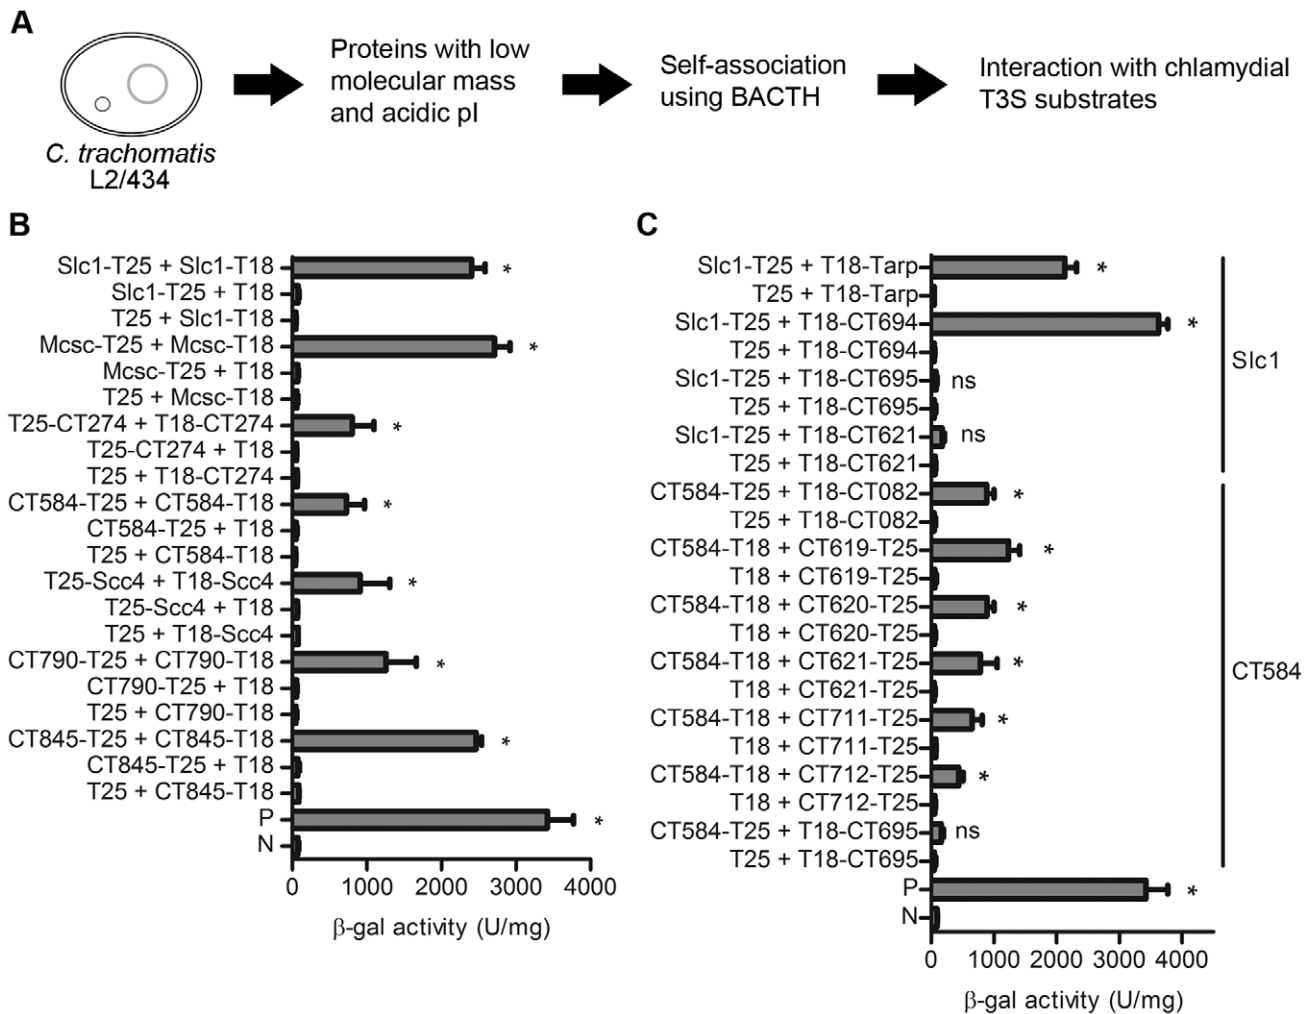 A
Proteins with low
molecular mass
and acidic pI
Self-association
using BACTH
Interaction with chlamydial
T3S substrates
C. trachomatis
L2/434
B
Slc1-T25 + Slc1-T18
*
Slc1-T25 + T18
T25 + Slc1-T18
Mcsc-T25 + Mcsc-T18
*
Mcsc-T25 + T18
T25 + Mcsc-T18
T25-CT274 + T18-CT274
*
T25-CT274 + T18
T25 + T18-CT274
CT584-T25 + CT584-T18
*
CT584-T25 + T18
T25 + CT584-T18
T25-Scc4 + T18-Scc4
*
T25-Scc4 + T18
T25 + T18-Scc4
CT790-T25 + CT790-T18
*
CT790-T25 + T18
T25 + CT790-T18
CT845-T25 + CT845-T18
*
CT845-T25 + T18
T25 + CT845-T18
P
*
N
0 1000 2000 3000 4000
β-gal activity (U/mg)
C
Slc1-T25 + T18-Tarp
*
T25 + T18-Tarp
Slc1-T25 + T18-CT694
*
T25 + T18-CT694
Slc1-T25 + T18-CT695
ns
T25 + T18-CT695
Slc1-T25 + T18-CT621
ns
T25 + T18-CT621
Slc1
CT584-T25 + T18-CT082
*
T25 + T18-CT082
CT584-T18 + CT619-T25
*
T18 + CT619-T25
CT584-T18 + CT620-T25
*
T18 + CT620-T25
CT584-T18 + CT621-T25
*
T18 + CT621-T25
CT584-T18 + CT711-T25
*
T18 + CT711-T25
CT584-T18 + CT712-T25
*
T18 + CT712-T25
CT584-T25 + T18-CT695
ns
T25 + T18-CT695
CT584
P
*
N
0 1000 2000 3000 4000
β-gal activity (U/mg)